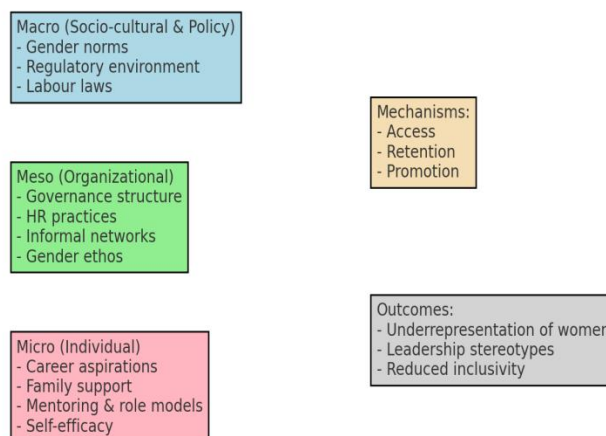 Macro (Socio-cultural & Policy)
- Gender norms
- Regulatory environment
- Labour laws
Meso (Organizational)
- Governance structure
- HR practices
- Informal networks
- Gender ethos
Micro (Individual)
- Career aspirations
- Family support
- Mentoring & role models
- Self-efficacy
Mechanisms:
- Access
- Retention
- Promotion
Outcomes:
- Underrepresentation of women
- Leadership stereotypes
- Reduced inclusivity